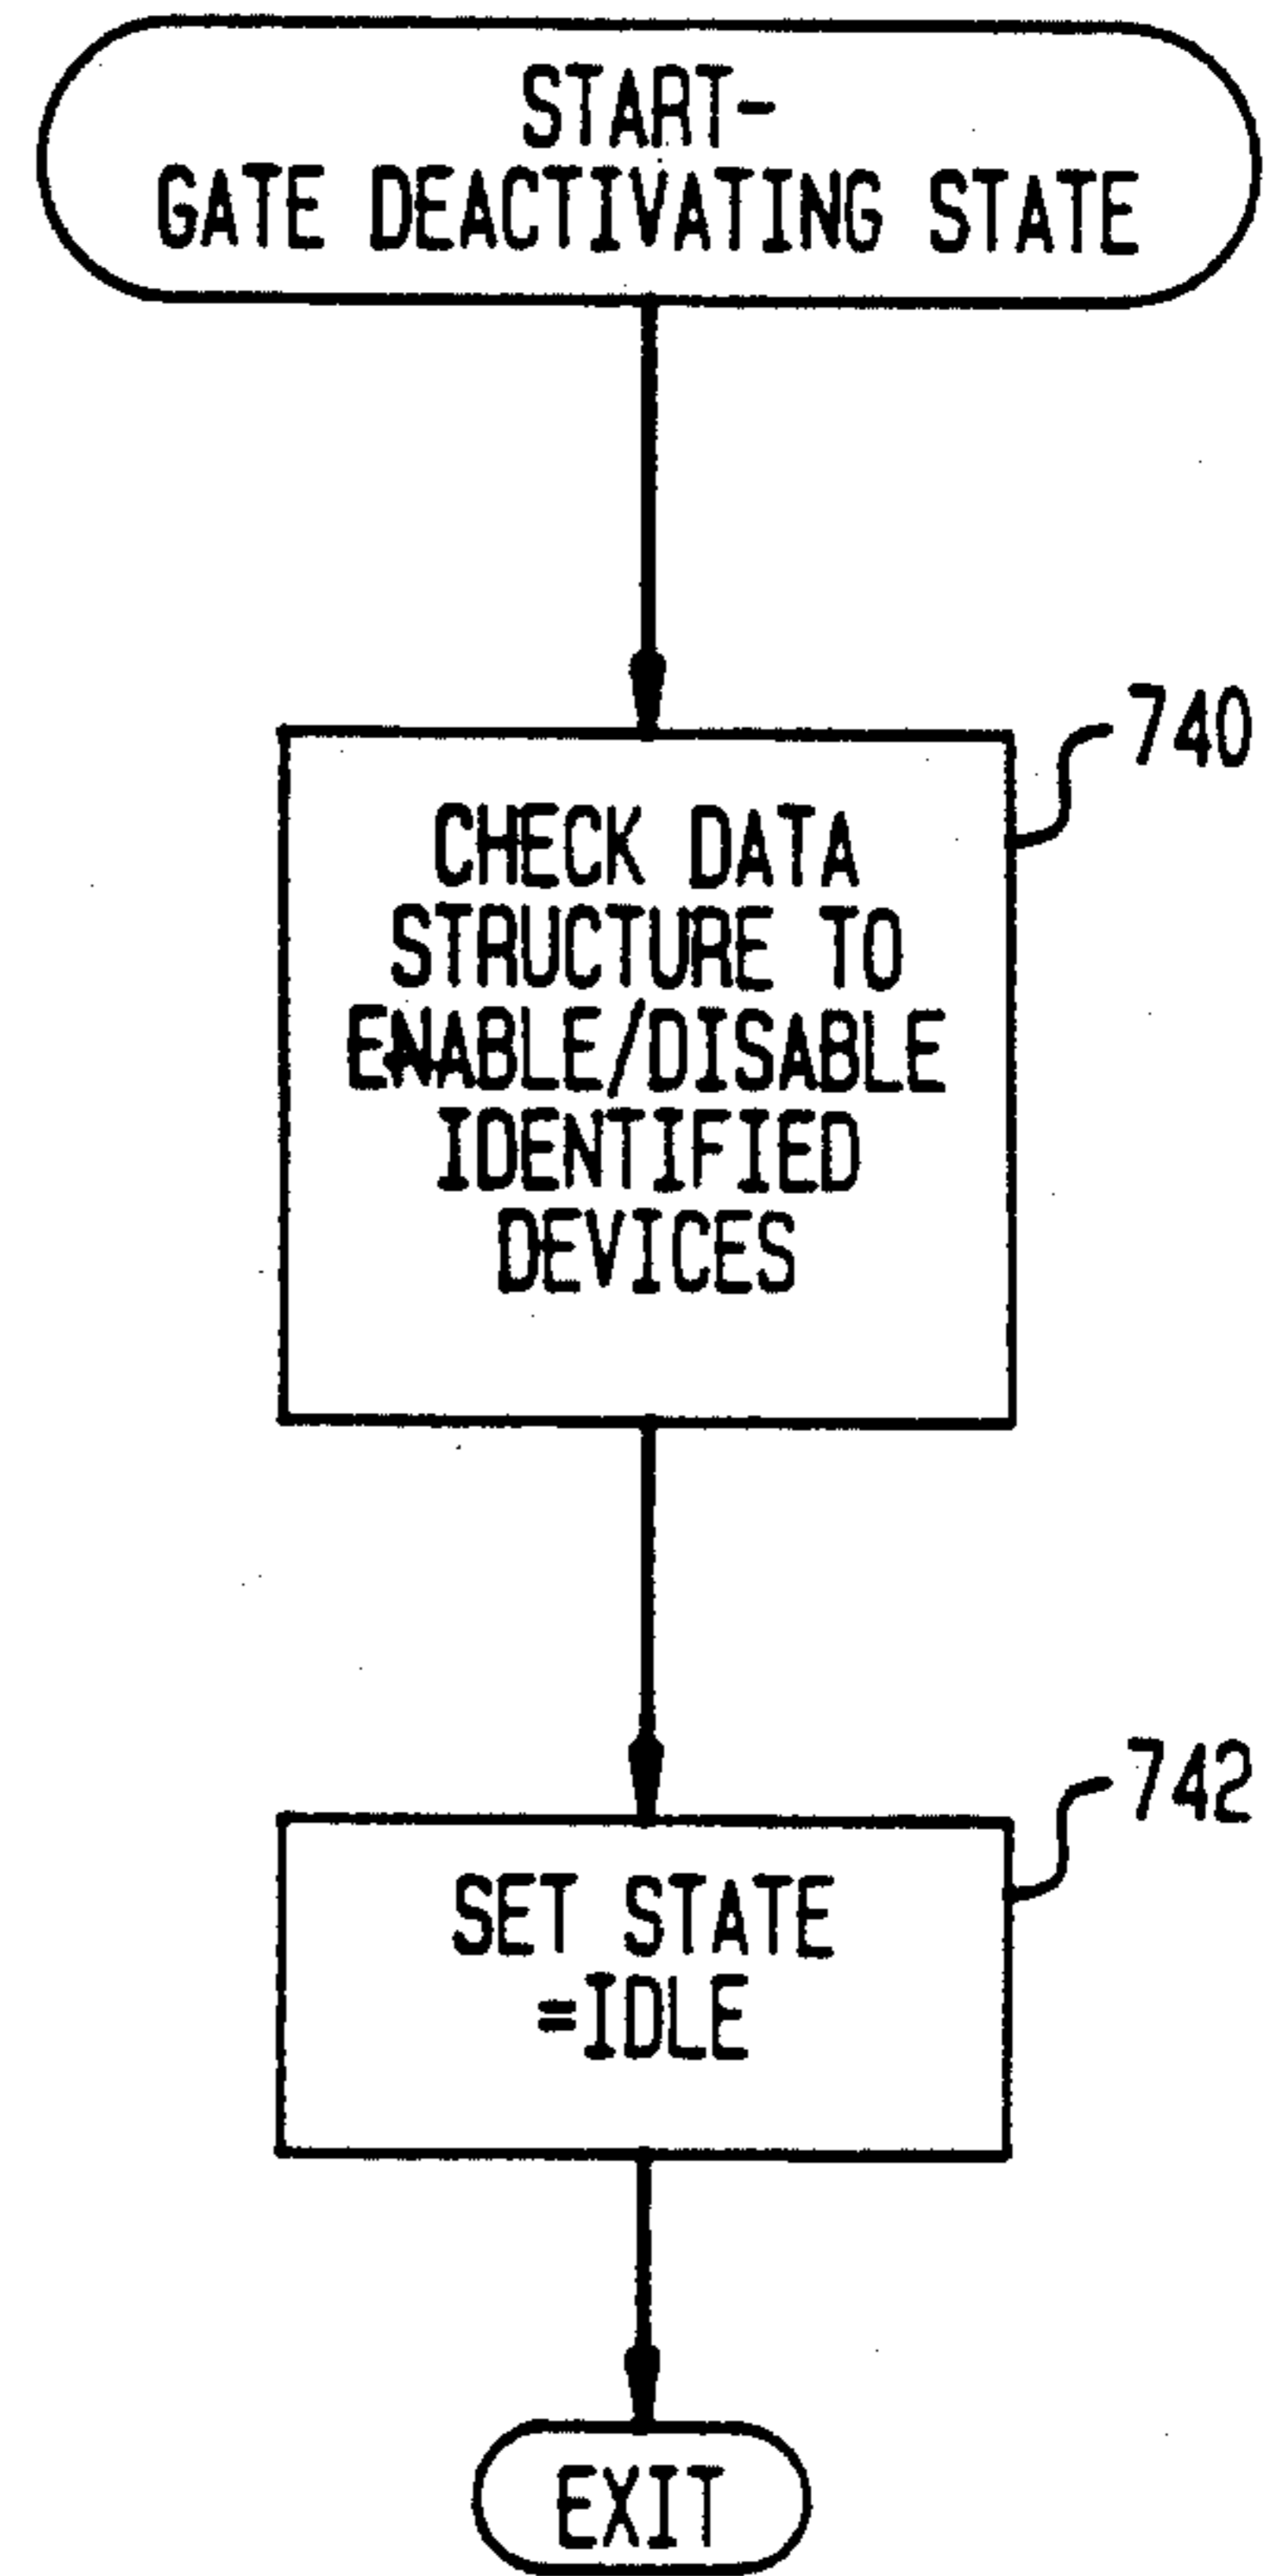 START-
GATE DEACTIVATING STATE
740
CHECK DATA
STRUCTURE TO
ENABLE/DISABLE
IDENTIFIED
DEVICES
742
SET STATE
=IDLE
EXIT